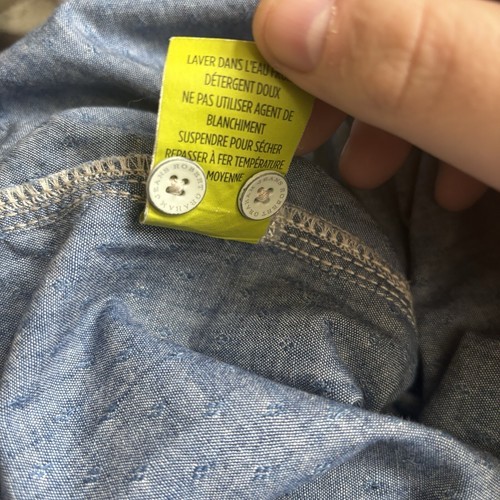 LAVER DANS L'EAU
DÉTERGENT DOUX
NE PAS UTILISER AGENT DE
BLANCHIMENT
SUSPENDRE POUR SÉCHER
REPASSER À FER TEMPÉRATURE
MOYENNE